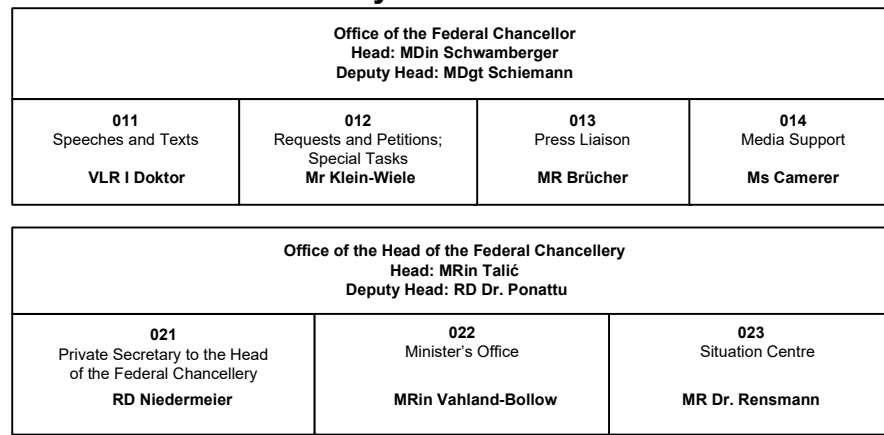 Office of the Federal Chancellor
Head: MDin Schwamberger
Deputy Head: MDgt Schiemann
011
Speeches and Texts
VLR I Doktor
012
Requests and Petitions;
Special Tasks
Mr Klein-Wiele
013
Press Liaison
MR Brücher
014
Media Support
Ms Camerer
Office of the Head of the Federal Chancellery
Head: MRin Talić
Deputy Head: RD Dr. Ponattu
021
Private Secretary to the Head
of the Federal Chancellery
RD Niedermeier
022
Minister’s Office
MRin Vahland-Bollow
023
Situation Centre
MR Dr. Rensmann